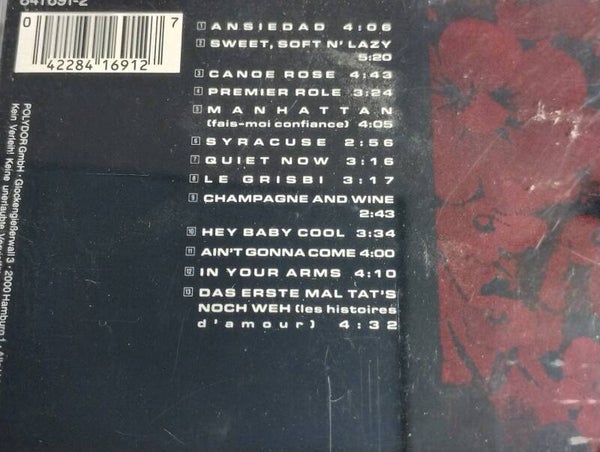 841 691-2
0
7
42284 16912
1 ANSIEDAD 4:06
2 SWEET, SOFT N' LAZY
5:20
3 CANOE ROSE 4:43
4 PREMIER ROLE 3:24
5 MANHATTAN
(fais-moi confiance) 4:05
6 SYRACUSE 2:56
7 QUIET NOW 3:16
8 LE GRISBI 3:17
9 CHAMPAGNE AND WINE
2:43
10 HEY BABY COOL 3:34
11 AIN'T GONNA COME 4:00
12 IN YOUR ARMS 4:10
13 DAS ERSTE MAL TAT'S
NOCH WEH (les histoires
d'amour) 4:32
POLYDOR GmbH · Glockengießerwall 3 · 2000 Hamburg 1 ·
Kein Verleih! Keine unerlaubte